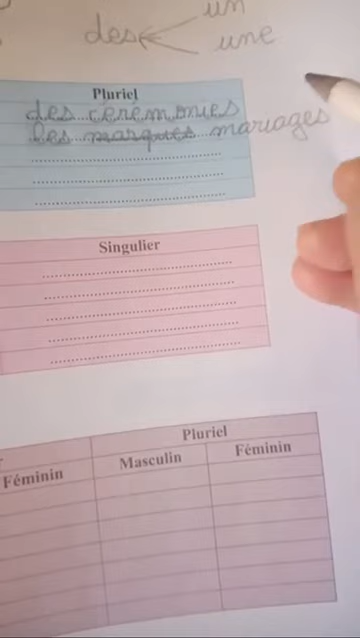 un
des
une
Pluriel
des cérémonies
les marques mariages
Singulier
Pluriel
Féminin
Masculin
Féminin